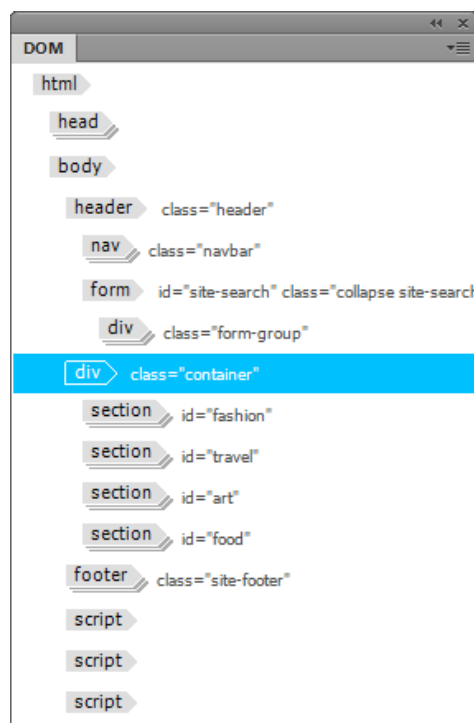 DOM
html
head
body
header class="header"
nav class="navbar"
form id="site-search" class="collapse site-search
div class="form-group"
div class="container"
section id="fashion"
section id="travel"
section id="art"
section id="food"
footer class="site-footer"
script
script
script